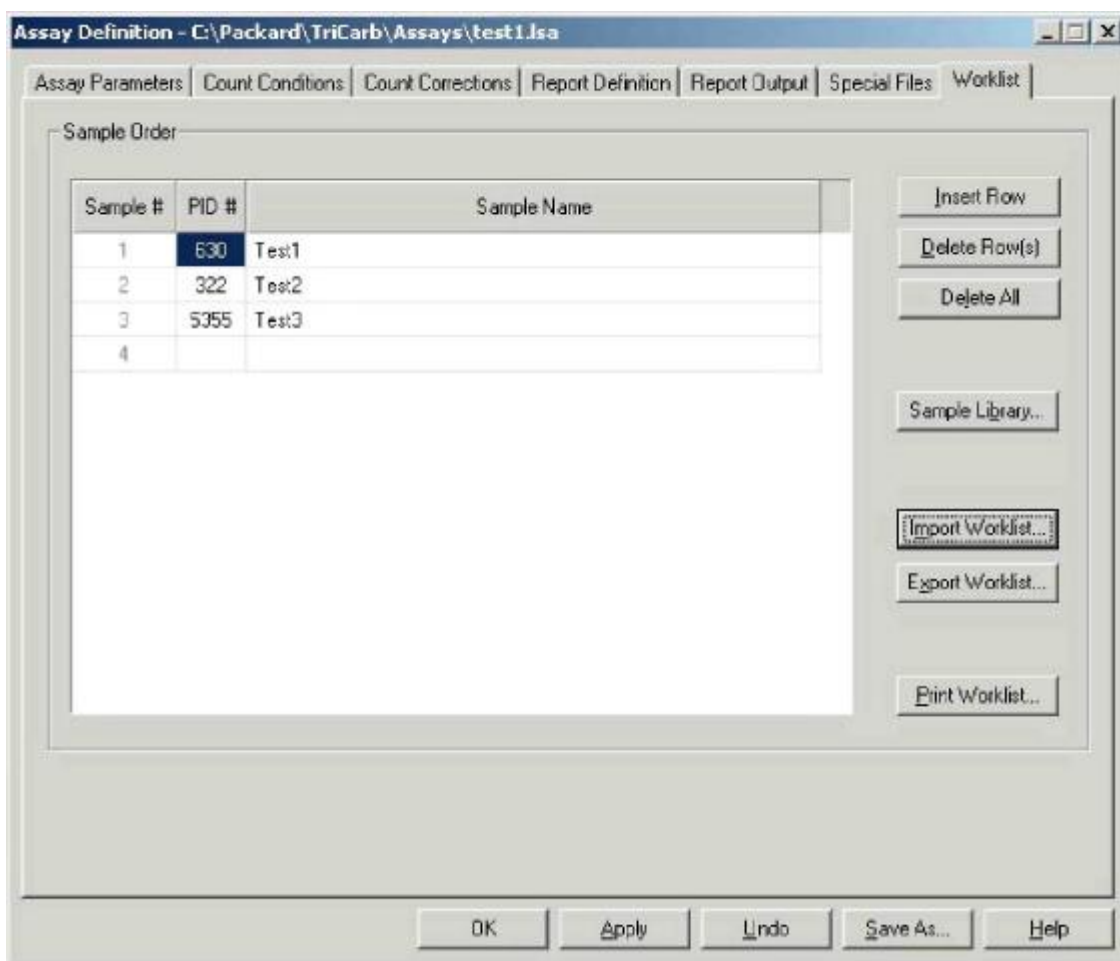 Assay Definition - C:\Packard\TriCarb\Assays\test1.lsa
Assay Parameters Count Conditions Count Corrections Report Definition Report Output Special Files Worklist
Sample Order
Sample # PID # Sample Name
1 630 Test1
2 322 Test2
3 5355 Test3
4
Insert Row
Delete Row(s)
Delete All
Sample Library...
Import Worklist...
Export Worklist...
Print Worklist...
OK Apply Undo Save As... Help